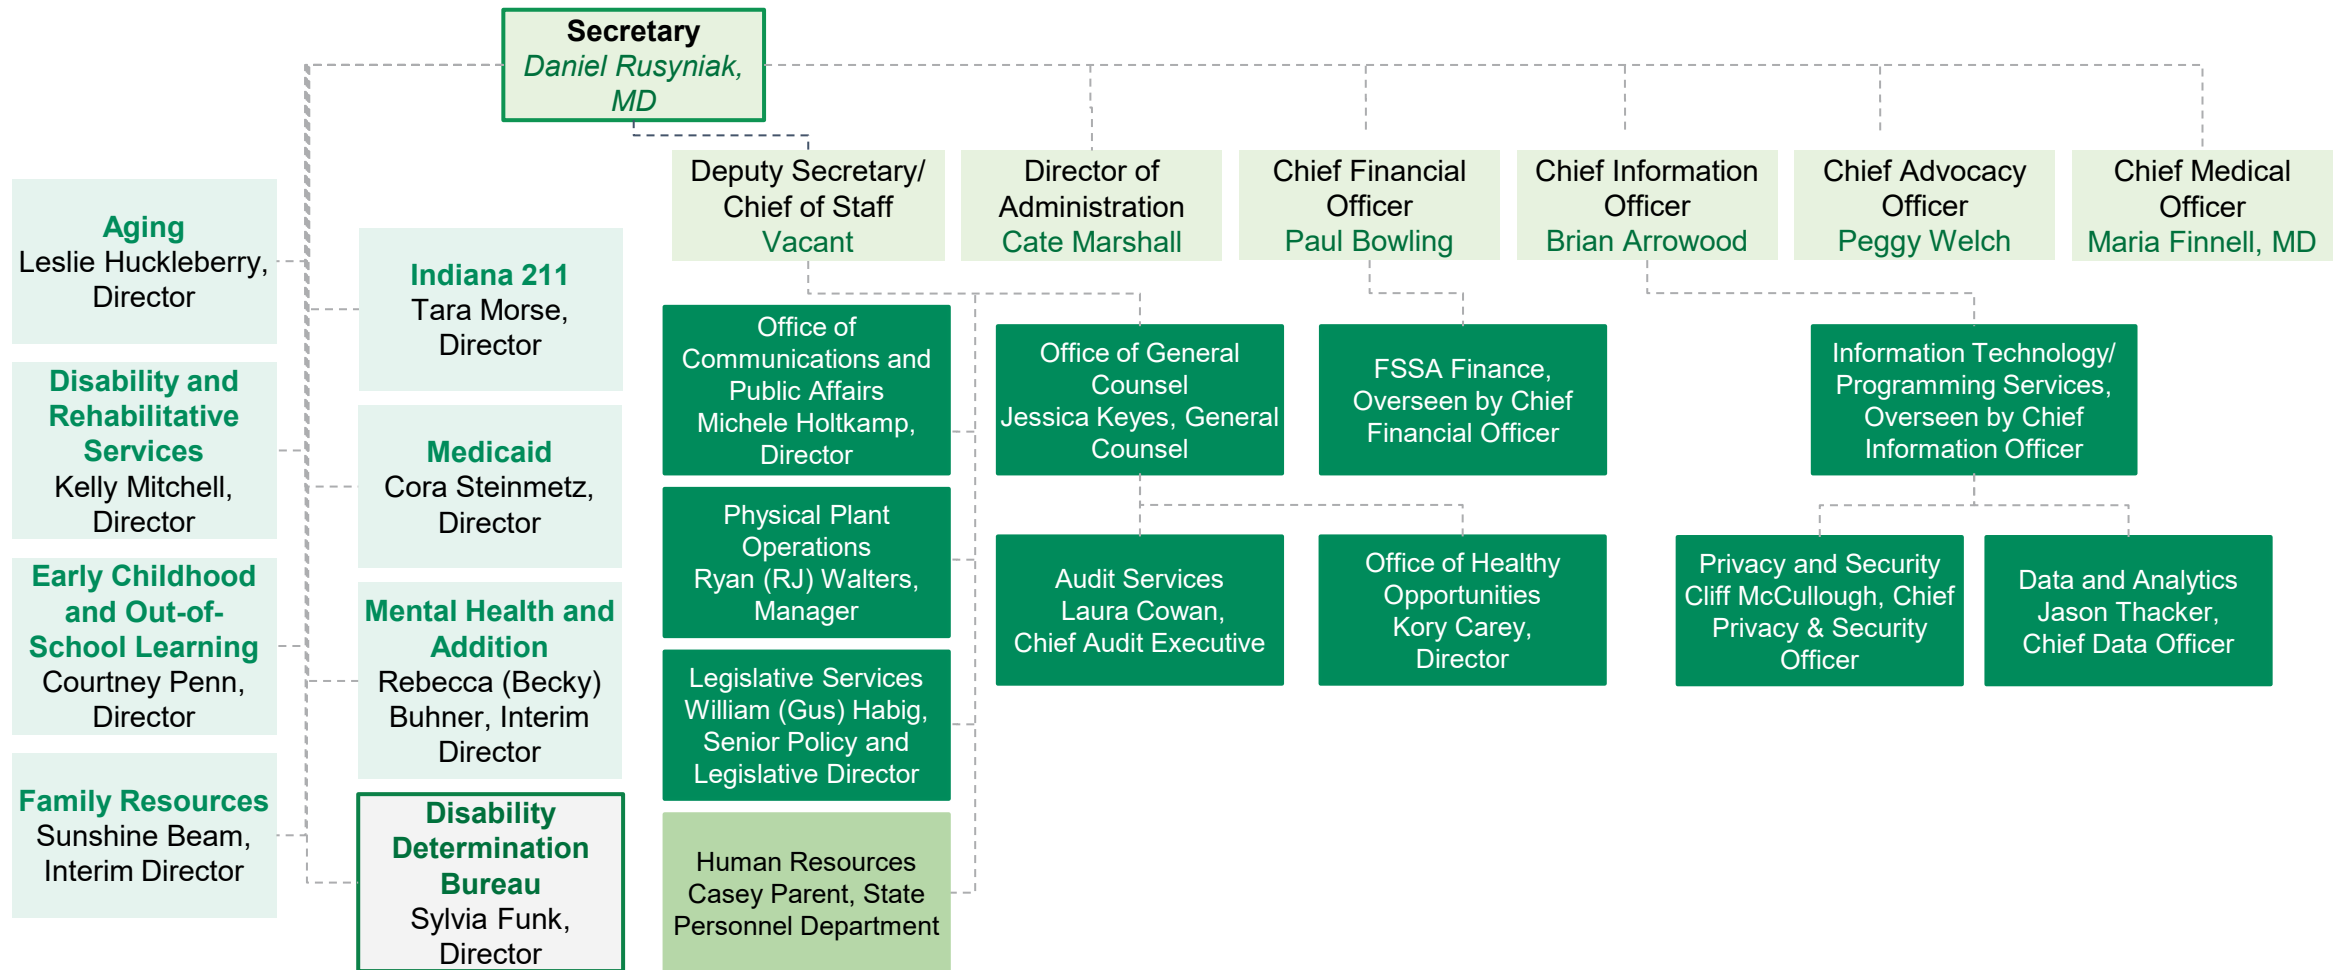 Secretary
Daniel Rusyniak,
MD
Deputy Secretary/
Chief of Staff
Vacant
Director of
Administration
Cate Marshall
Chief Financial
Officer
Paul Bowling
Chief Information
Officer
Brian Arrowood
Chief Advocacy
Officer
Peggy Welch
Chief Medical
Officer
Maria Finnell, MD
Aging
Leslie Huckleberry,
Director
Disability and
Rehabilitative
Services
Kelly Mitchell,
Director
Early Childhood
and Out-of-
School Learning
Courtney Penn,
Director
Family Resources
Sunshine Beam,
Interim Director
Indiana 211
Tara Morse,
Director
Medicaid
Cora Steinmetz,
Director
Mental Health and
Addition
Rebecca (Becky)
Buhner, Interim
Director
Disability
Determination
Bureau
Sylvia Funk,
Director
Office of
Communications and
Public Affairs
Michele Holtkamp,
Director
Physical Plant
Operations
Ryan (RJ) Walters,
Manager
Legislative Services
William (Gus) Habig,
Senior Policy and
Legislative Director
Human Resources
Casey Parent, State
Personnel Department
Office of General
Counsel
Jessica Keyes, General
Counsel
Audit Services
Laura Cowan,
Chief Audit Executive
Office of Healthy
Opportunities
Kory Carey,
Director
FSSA Finance,
Overseen by Chief
Financial Officer
Information Technology/
Programming Services,
Overseen by Chief
Information Officer
Privacy and Security
Cliff McCullough, Chief
Privacy & Security
Officer
Data and Analytics
Jason Thacker,
Chief Data Officer